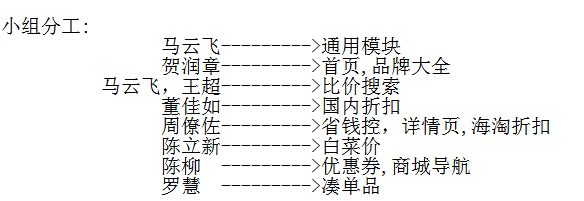 小组分工:
马云飞--------->通用模块
贺润章--------->首页,品牌大全
马云飞，王超--------->比价搜索
董佳如--------->国内折扣
周僚佐--------->省钱控，详情页,海淘折扣
陈立新--------->白菜价
陈柳 --------->优惠券,商城导航
罗慧 --------->凑单品